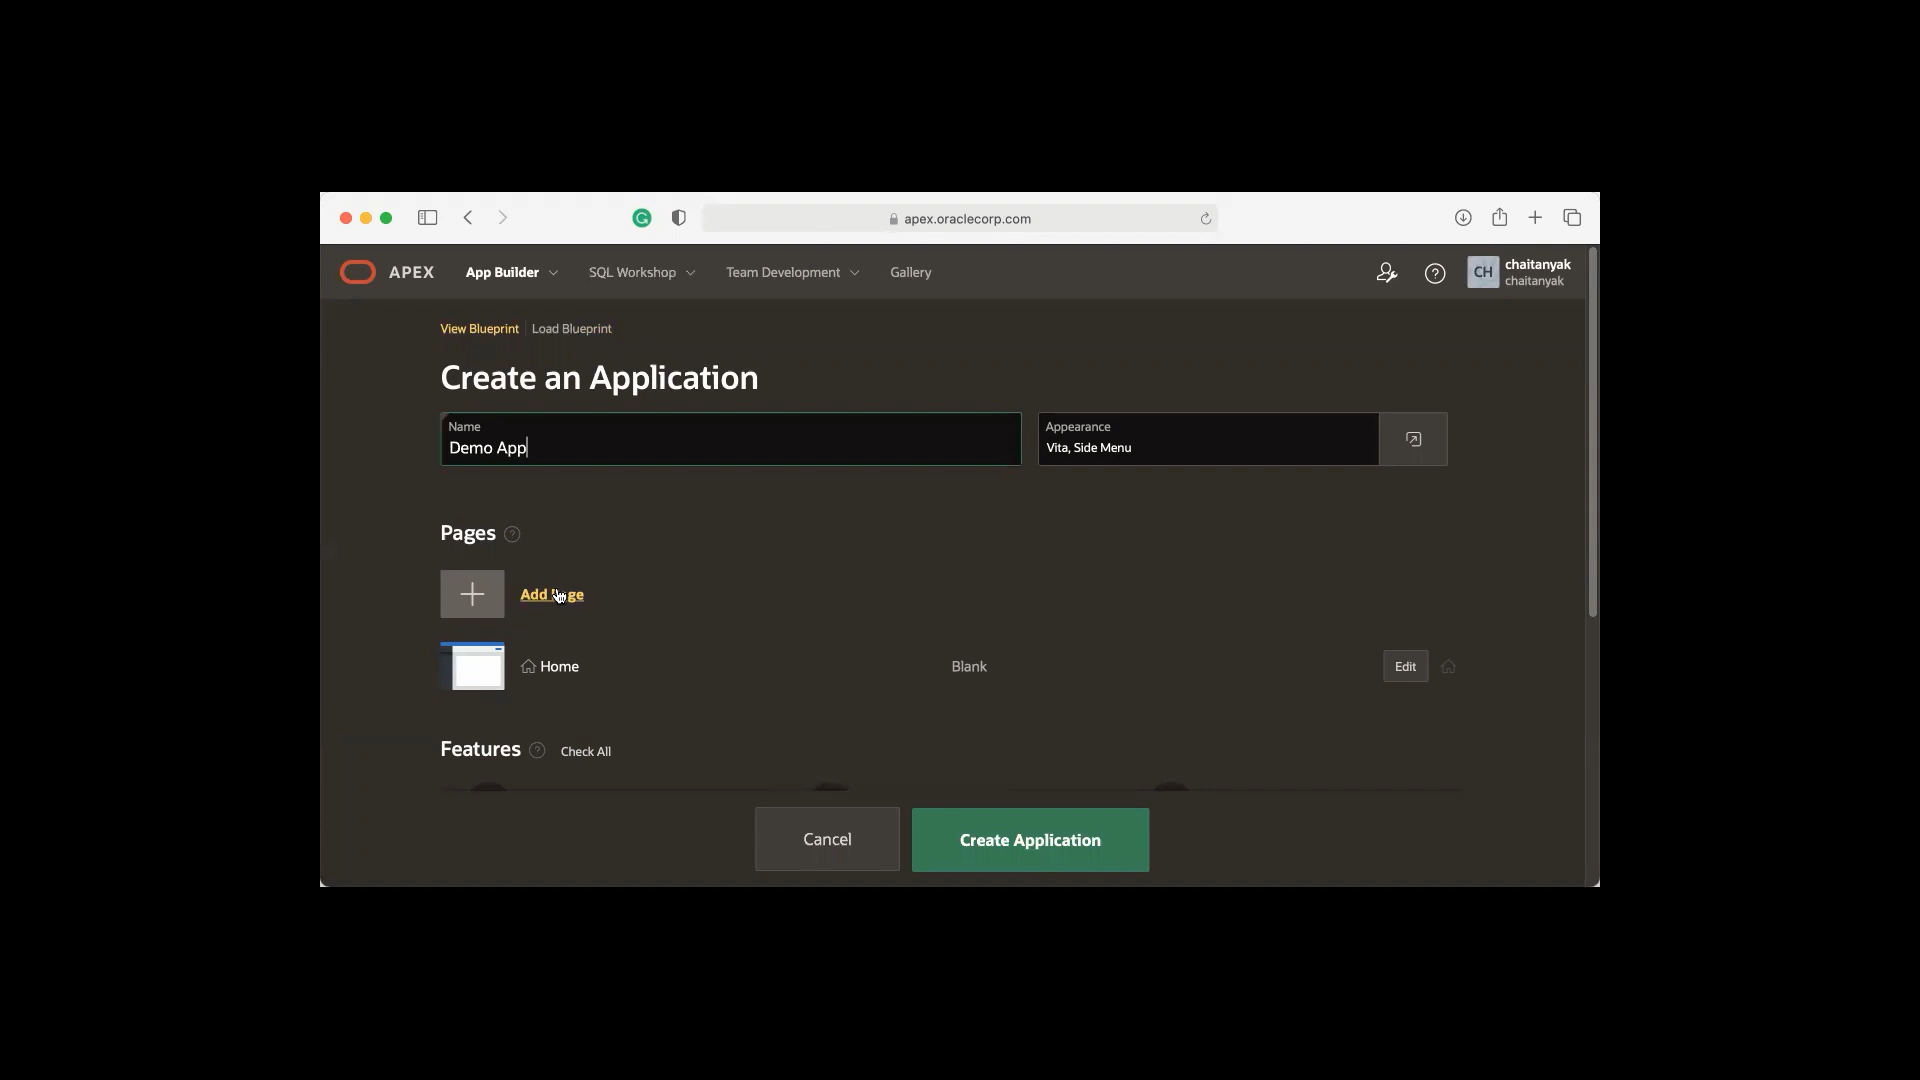 apex.oraclecorp.com
APEX App Builder SQL Workshop Team Development Gallery ? CH chaitanyak
chaitanyak
View Blueprint Load Blueprint
Create an Application
Name Appearance
Demo App Vita, Side Menu
Pages ?
Add Page
Home Blank Edit
Features ? Check All
Cancel Create Application